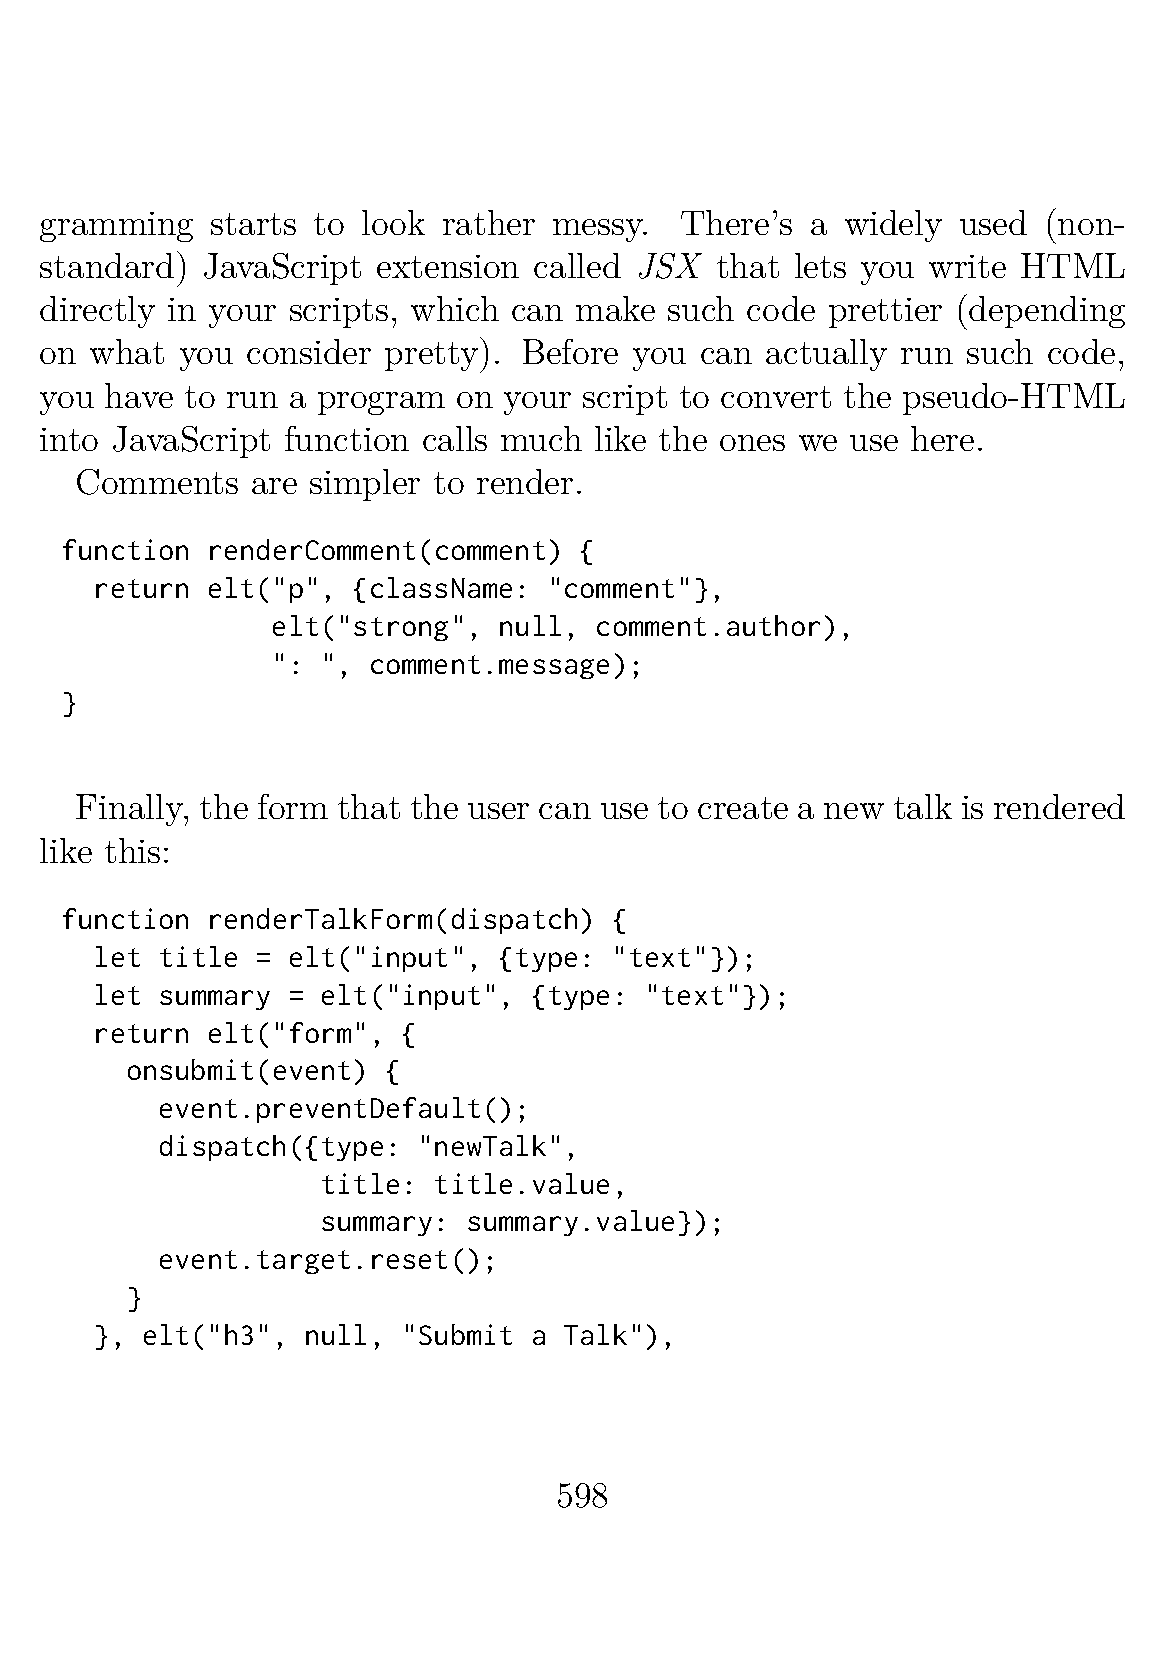 gramming starts to look rather messy. There's a widely used (non-
standard) JavaScript extension called JSX that lets you write HTML
directly in your scripts, which can make such code prettier (depending
on what you consider pretty). Before you can actually run such code,
you have to run a program on your script to convert the pseudo-HTML
into JavaScript function calls much like the ones we use here.
Comments are simpler to render.
function renderComment(comment) {
  return elt("p", {className: "comment"},
             elt("strong", null, comment.author),
             ": ", comment.message);
}
Finally, the form that the user can use to create a new talk is rendered
like this:
function renderTalkForm(dispatch) {
  let title = elt("input", {type: "text"});
  let summary = elt("input", {type: "text"});
  return elt("form", {
    onsubmit(event) {
      event.preventDefault();
      dispatch({type: "newTalk",
                title: title.value,
                summary: summary.value});
      event.target.reset();
    }
  }, elt("h3", null, "Submit a Talk"),
598